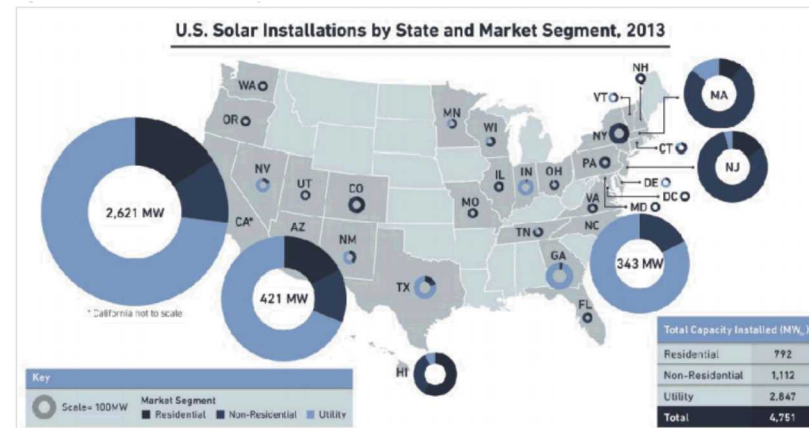 U.S. Solar Installations by State and Market Segment, 2013
WA
OR
NV
UT
CO
CA*
AZ
NM
TX
MN
WI
IL
IN
OH
MO
TN
GA
FL
HI
NH
VT
NY
MA
CT
PA
NJ
DE
DC
MD
VA
NC
2,621 MW
421 MW
343 MW
* California not to scale
Key
Scale= 100MW
Market Segment
Residential Non-Residential Utility
Total Capacity Installed
Residential 792
Non-Residential 1,112
Utility 2,847
Total 4,751